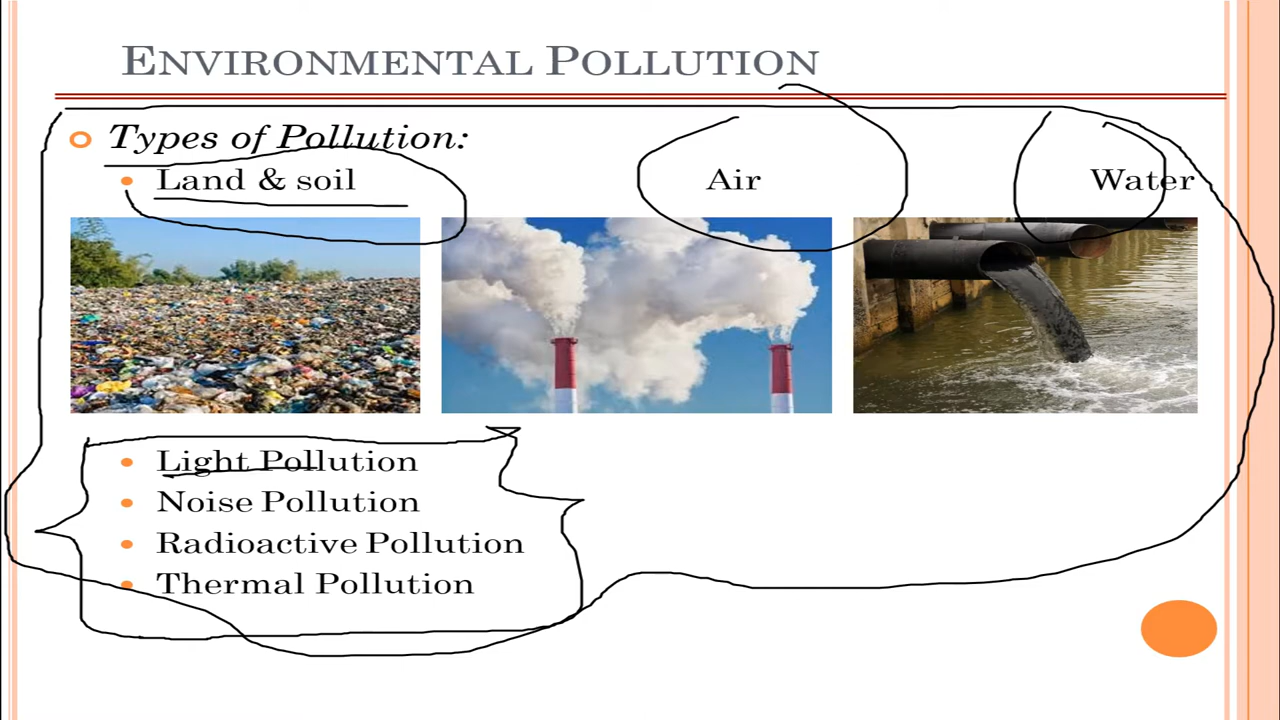 ENVIRONMENTAL POLLUTION
Types of Pollution:
Land & soil Air Water
Light Pollution
Noise Pollution
Radioactive Pollution
Thermal Pollution